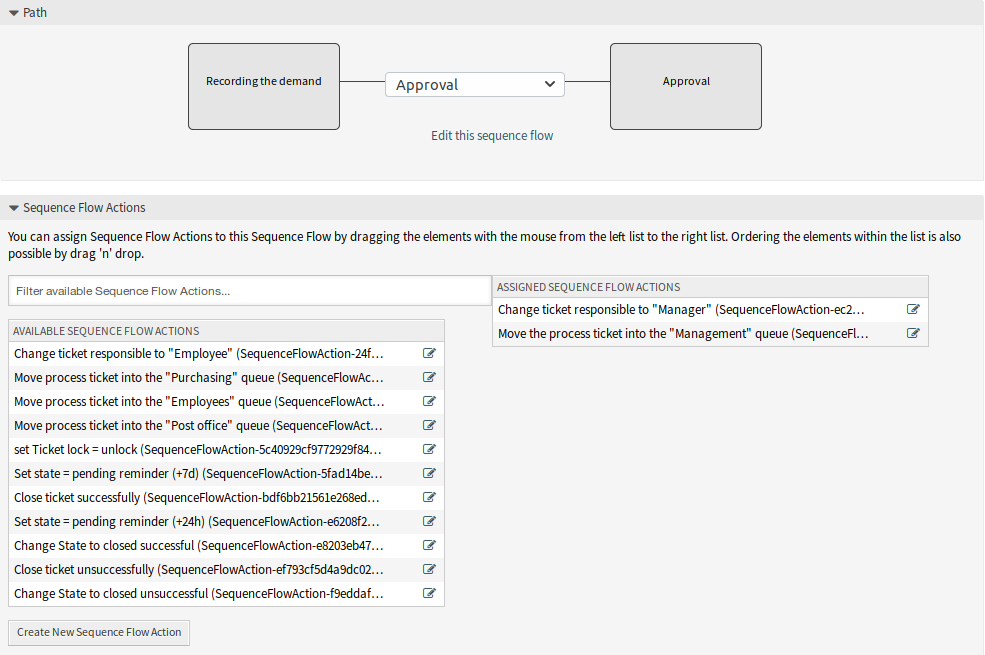 Path
Recording the demand
Approval
Approval
Edit this sequence flow
Sequence Flow Actions
You can assign Sequence Flow Actions to this Sequence Flow by dragging the elements with the mouse from the left list to the right list. Ordering the elements within the list is also
possible by drag 'n' drop.
Filter available Sequence Flow Actions...
AVAILABLE SEQUENCE FLOW ACTIONS
Change ticket responsible to "Employee" (SequenceFlowAction-24f...
Move process ticket into the "Purchasing" queue (SequenceFlowAc...
Move process ticket into the "Employees" queue (SequenceFlowAct...
Move process ticket into the "Post office" queue (SequenceFlowAct...
set Ticket lock = unlock (SequenceFlowAction-5c40929cf9772929f84...
Set state = pending reminder (+7d) (SequenceFlowAction-5fad14be...
Close ticket successfully (SequenceFlowAction-bdf6bb21561e268ed...
Set state = pending reminder (+24h) (SequenceFlowAction-e6208f2...
Change State to closed successful (SequenceFlowAction-e8203eb47...
Close ticket unsuccessfully (SequenceFlowAction-ef793cf5d4a9dc02...
Change State to closed unsuccessful (SequenceFlowAction-f9eddaf...
Create New Sequence Flow Action
ASSIGNED SEQUENCE FLOW ACTIONS
Change ticket responsible to "Manager" (SequenceFlowAction-ec2...
Move the process ticket into the "Management" queue (SequenceFl...